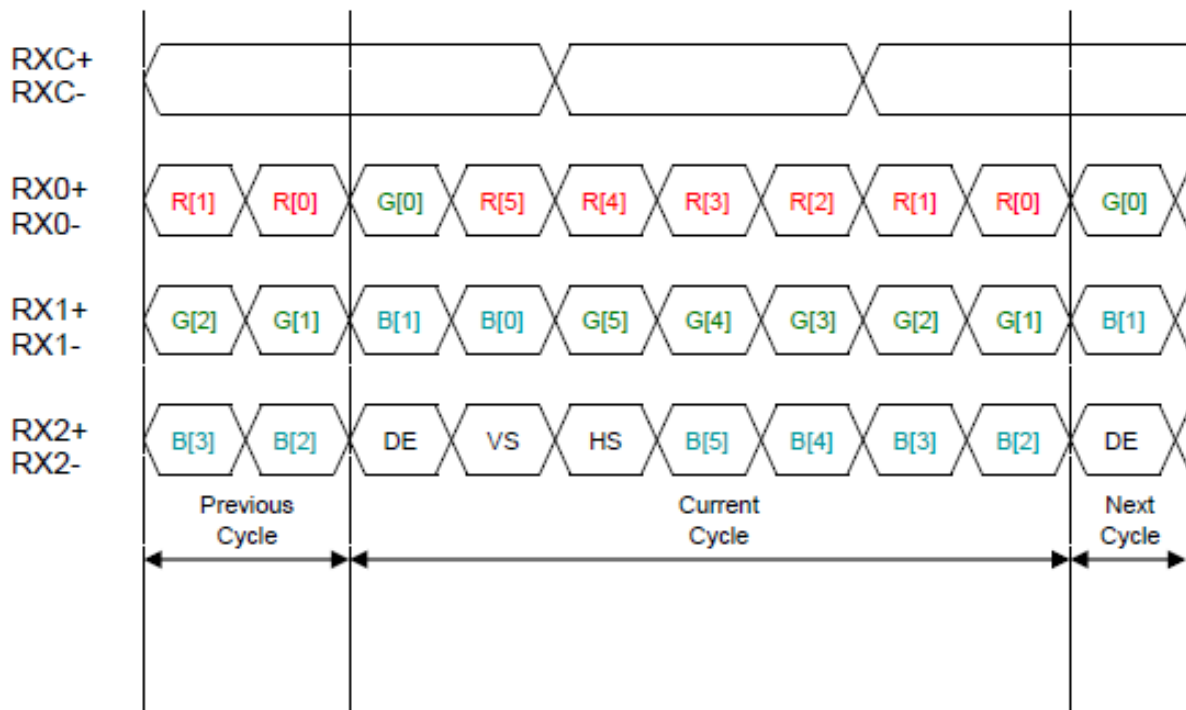 RXC+
RXC-
RX0+
RX0-
R[1] R[0] G[0] R[5] R[4] R[3] R[2] R[1] R[0] G[0]
RX1+
RX1-
G[2] G[1] B[1] B[0] G[5] G[4] G[3] G[2] G[1] B[1]
RX2+
RX2-
B[3] B[2] DE VS HS B[5] B[4] B[3] B[2] DE
Previous
Cycle
Current
Cycle
Next
Cycle